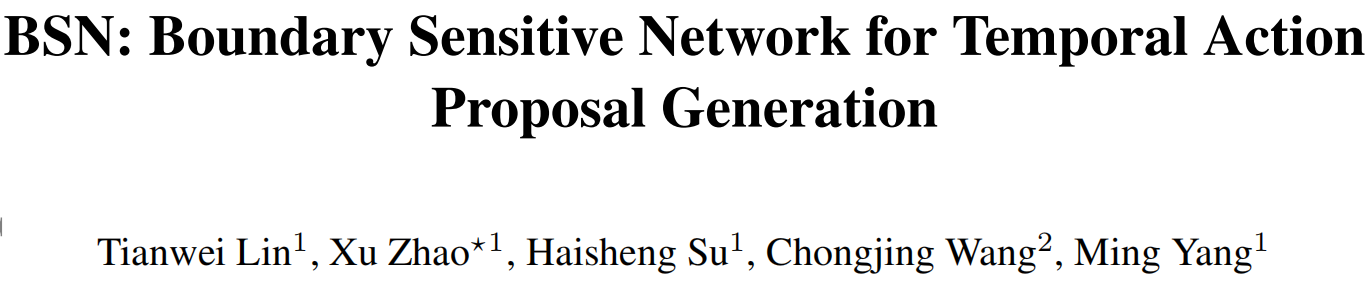 BSN: Boundary Sensitive Network for Temporal Action
Proposal Generation
Tianwei Lin¹, Xu Zhao⋆¹, Haisheng Su¹, Chongjing Wang², Ming Yang¹